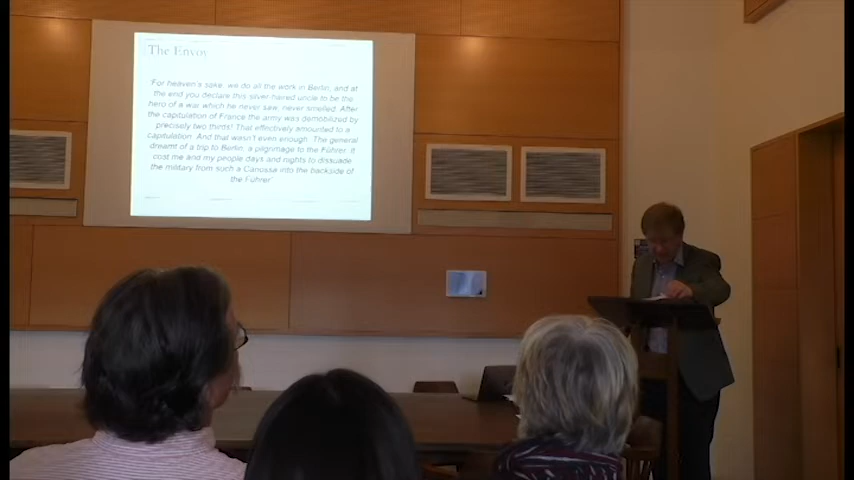 The Envoy
'For heaven's sake, we do all the work in Berlin, and at
the end you declare this silver-haired uncle to be the
hero of a war which he never saw, never smelled. After
the capitulation of France the army was demobilized by
precisely two thirds! That effectively amounted to a
capitulation. And that wasn't even enough. The general
dreamt of a trip to Berlin, a pilgrimage to the Führer. It
cost me and my people days and nights to dissuade
the military from such a Canossa into the backside of
the Führer'